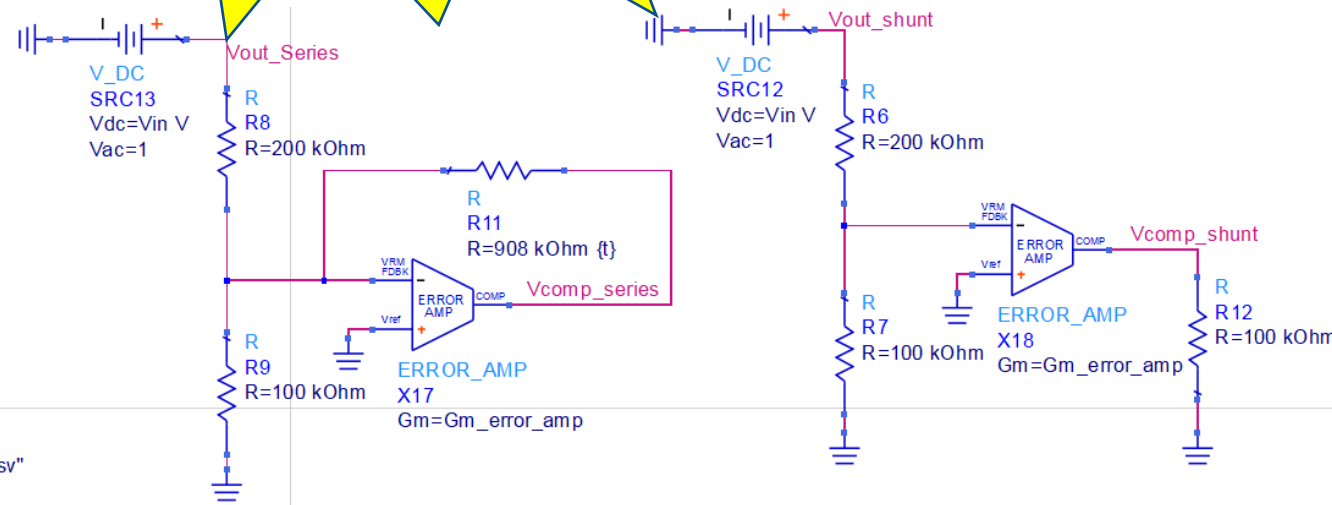 Vout_Series
V_DC
SRC13
Vdc=Vin V
Vac=1
R
R8
R=200 kOhm
R
R11
R=908 kOhm {t}
VRM
FDBK
ERROR
AMP
COMP
Vref
Vcomp_series
ERROR_AMP
X17
Gm=Gm_error_amp
R
R9
R=100 kOhm
sv"
Vout_shunt
V_DC
SRC12
Vdc=Vin V
Vac=1
R
R6
R=200 kOhm
VRM
FDBK
ERROR
AMP
COMP
Vref
Vcomp_shunt
ERROR_AMP
X18
Gm=Gm_error_amp
R
R7
R=100 kOhm
R
R12
R=100 kOhm